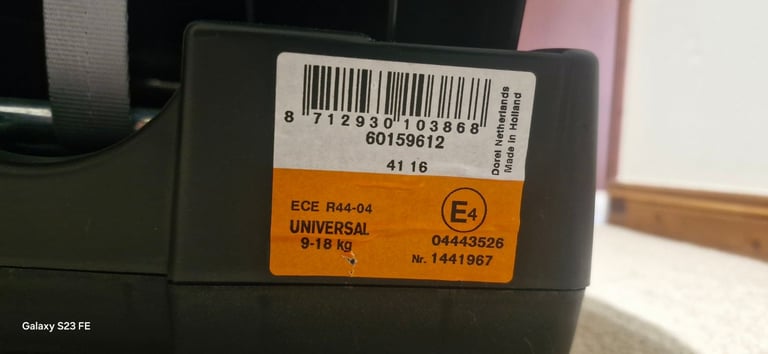 8 712930 103868
60159612
41 16
Dorel Netherlands
Made in Holland
ECE R44-04
UNIVERSAL
9-18 kg
E4
04443526
Nr. 1441967
Galaxy S23 FE